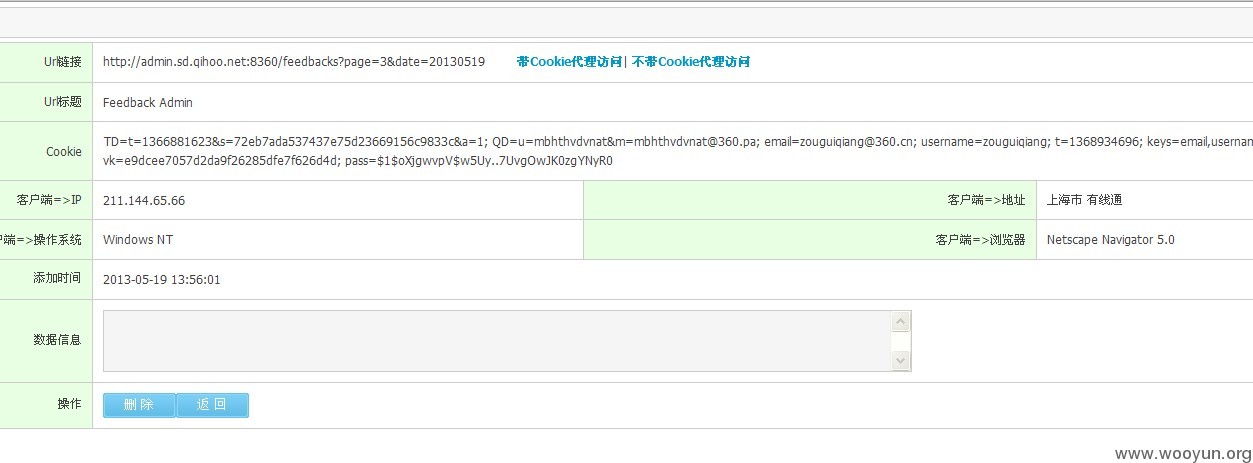 Url链接 http://admin.sd.qihoo.net:8360/feedbacks?page=3&date=20130519 带Cookie代理访问| 不带Cookie代理访问
Url标题 Feedback Admin
Cookie TD=t=1366881623&s=72eb7ada537437e75d23669156c9833c&a=1; QD=u=mbhthvdvnat&m=mbhthvdvnat@360.pa; email=zouguiqiang@360.cn; username=zouguiqiang; t=1368934696; keys=email,usernam
vk=e9dcee7057d2da9f26285dfe7f626d4d; pass=$1$oXjgwvpV$w5Uy..7UvgOwJK0zgYNyR0
客户端=>IP 211.144.65.66 客户端=>地址 上海市 有线通
户端=>操作系统 Windows NT 客户端=>浏览器 Netscape Navigator 5.0
添加时间 2013-05-19 13:56:01
数据信息
操作 删 除 返 回
www.wooyun.org